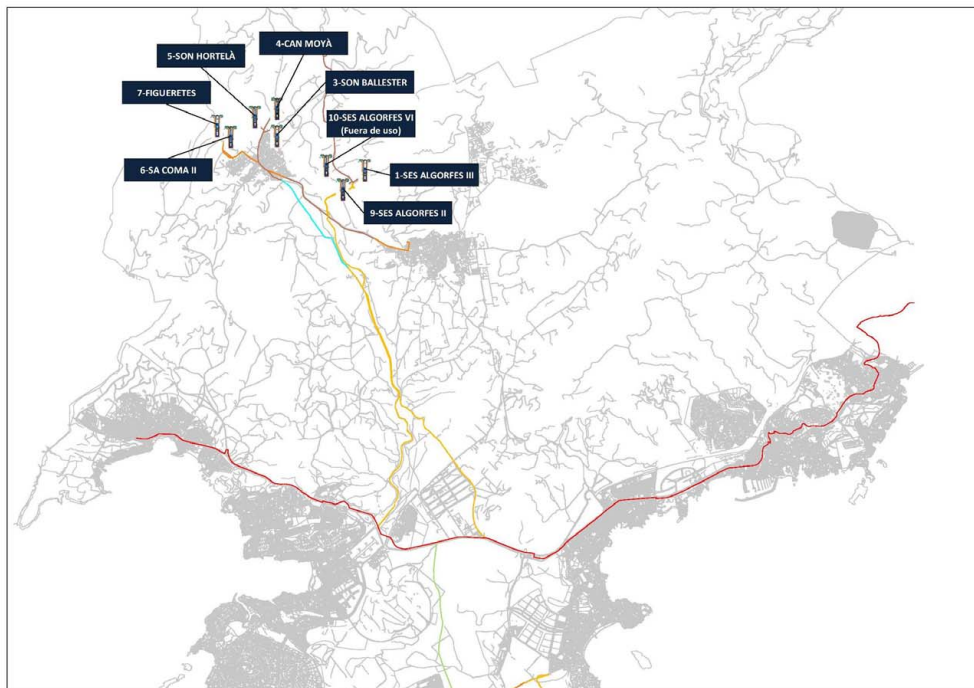 4-CAN MOYÀ
5-SON HORTELÀ
3-SON BALLESTER
7-FIGUERETES
10-SES ALGORFES VI
(Fuera de uso)
6-SA COMA II
1-SES ALGORFES III
9-SES ALGORFES II